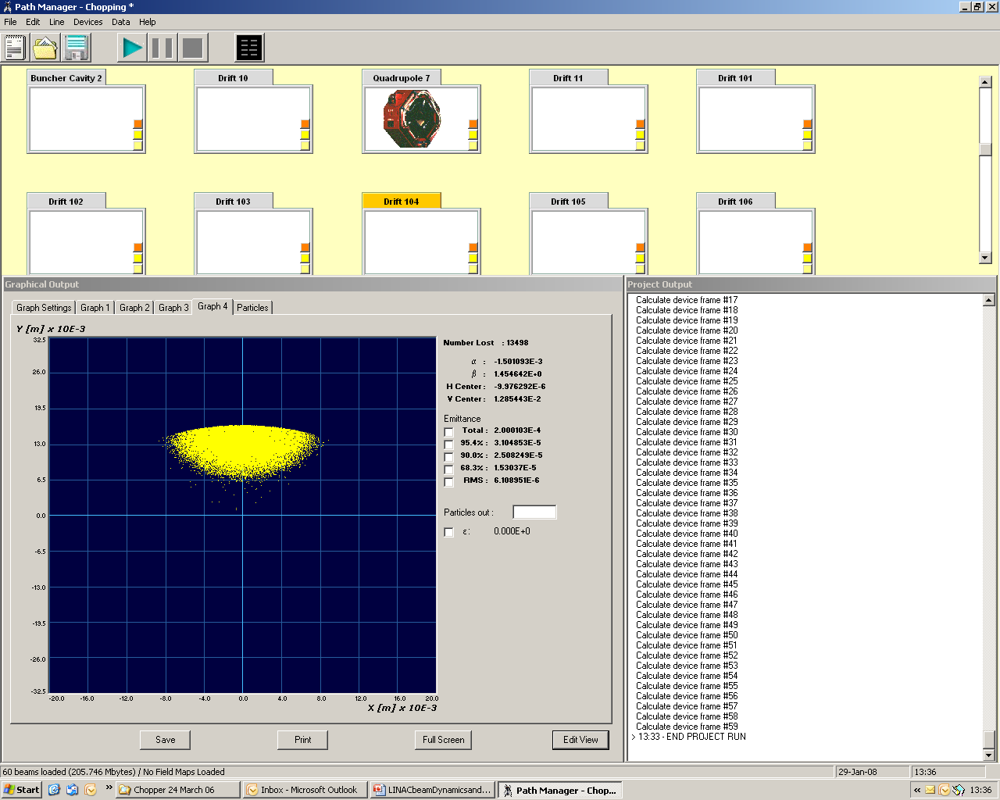 Path Manager - Chopping *
File Edit Line Devices Data Help
Buncher Cavity 2 Drift 10 Quadrupole 7 Drift 11 Drift 101
Drift 102 Drift 103 Drift 104 Drift 105 Drift 106
Graphical Output
Graph Settings Graph 1 Graph 2 Graph 3 Graph 4 Particles
Y [m] x 10E-3
32.5
26.0
19.5
13.0
6.5
0.0
-6.5
-13.0
-19.5
-26.0
-32.5
-20.0 -16.0 -12.0 -8.0 -4.0 0.0 4.0 8.0 12.0 16.0 20.0
X [m] x 10E-3
Number Lost : 13498
α : -1.501093E-3
β : 1.454642E+0
H Center : -9.976292E-6
V Center : 1.285443E-2
Emittance
Total : 2.000103E-4
95.4% : 3.104853E-5
90.0% : 2.508249E-5
68.3% : 1.53037E-5
RMS : 6.108951E-6
Particles out :
ε : 0.000E+0
Save Print Full Screen Edit View
Project Output
Calculate device frame #17
Calculate device frame #18
Calculate device frame #19
Calculate device frame #20
Calculate device frame #21
Calculate device frame #22
Calculate device frame #23
Calculate device frame #24
Calculate device frame #25
Calculate device frame #26
Calculate device frame #27
Calculate device frame #28
Calculate device frame #29
Calculate device frame #30
Calculate device frame #31
Calculate device frame #32
Calculate device frame #33
Calculate device frame #34
Calculate device frame #35
Calculate device frame #36
Calculate device frame #37
Calculate device frame #38
Calculate device frame #39
Calculate device frame #40
Calculate device frame #41
Calculate device frame #42
Calculate device frame #43
Calculate device frame #44
Calculate device frame #45
Calculate device frame #46
Calculate device frame #47
Calculate device frame #48
Calculate device frame #49
Calculate device frame #50
Calculate device frame #51
Calculate device frame #52
Calculate device frame #53
Calculate device frame #54
Calculate device frame #55
Calculate device frame #56
Calculate device frame #57
Calculate device frame #58
Calculate device frame #59
> 13:33 - END PROJECT RUN
60 beams loaded (205.746 Mbytes) / No Field Maps Loaded 29-Jan-08 13:36
Start » Chopper 24 March 06 Inbox - Microsoft Outlook LINACbeamDynamicsand... Path Manager - Chop... « 13:36